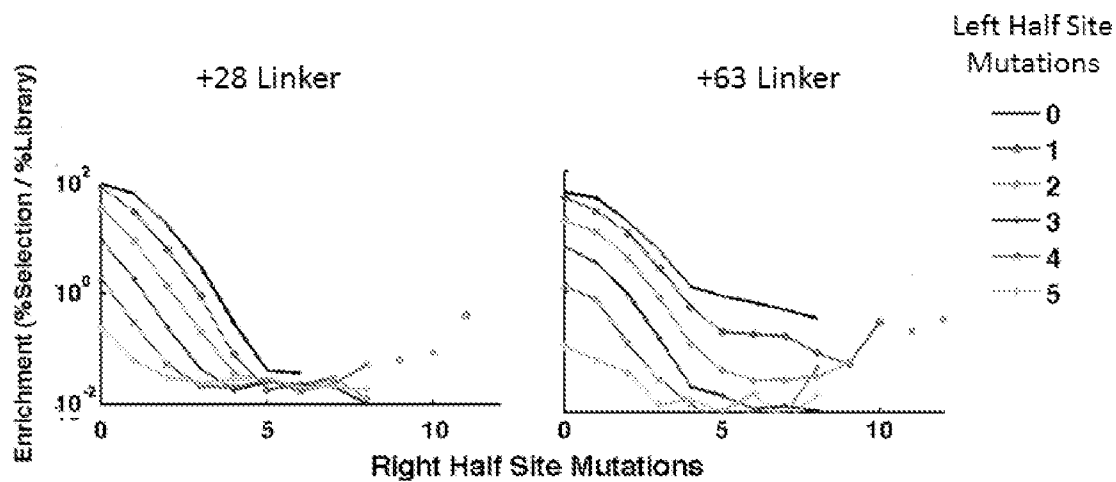 Left Half Site
Mutations
+28 Linker
+63 Linker
0
1
2
3
4
5
Enrichment (%Selection / %Library)
10²
10⁰
10⁻²
0
5
10
0
5
10
Right Half Site Mutations